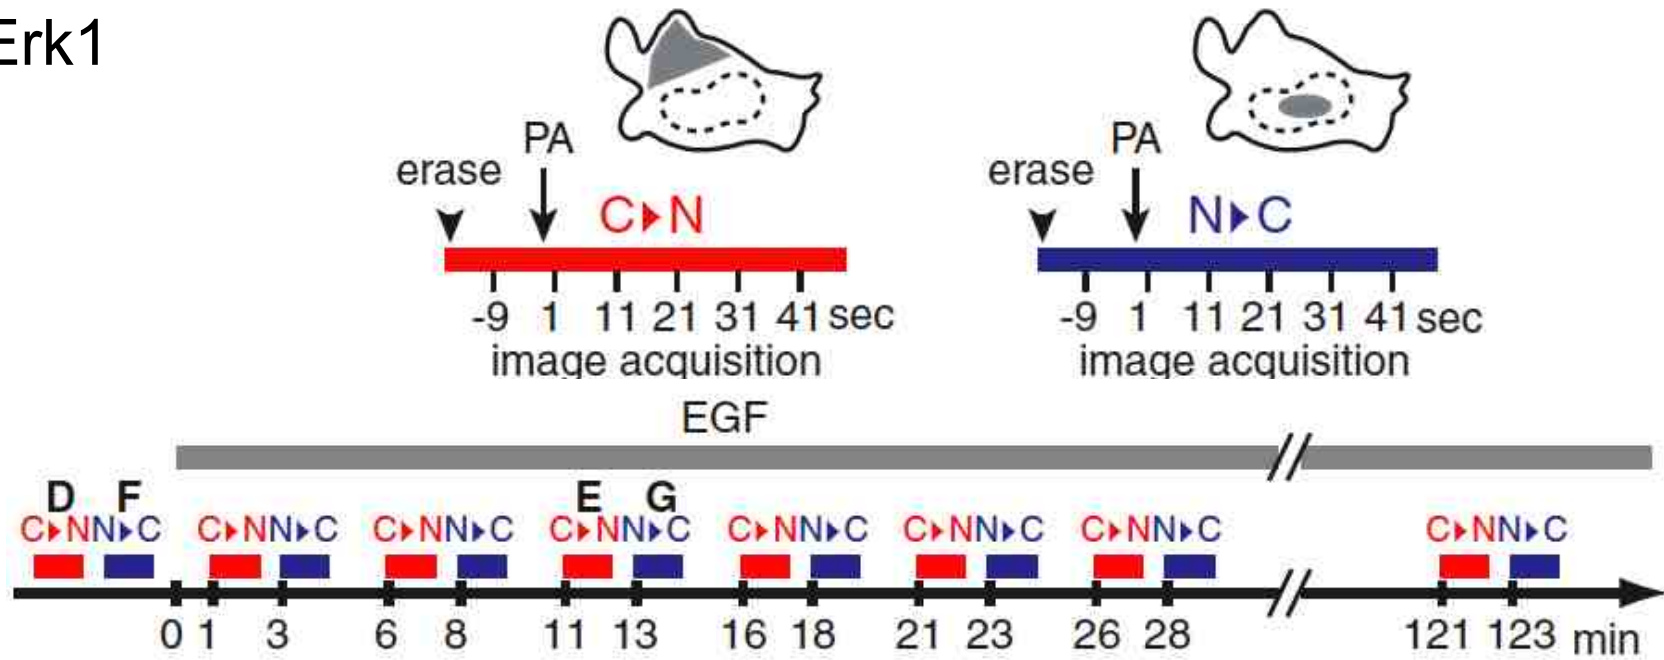 Erk1
PA
erase
C▸N
-9 1 11 21 31 41 sec
image acquisition
PA
erase
N▸C
-9 1 11 21 31 41 sec
image acquisition
EGF
D F E G
C▸N N▸C C▸N N▸C C▸N N▸C C▸N N▸C C▸N N▸C C▸N N▸C C▸N N▸C C▸N N▸C
0 1 3 6 8 11 13 16 18 21 23 26 28 121 123 min